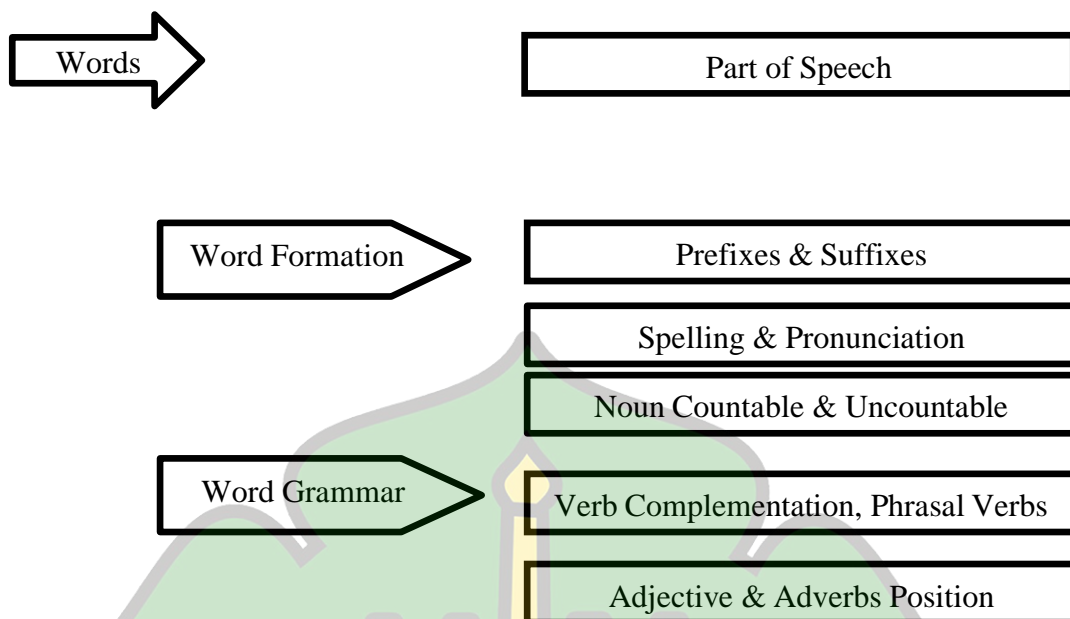 Words
Part of Speech
Word Formation
Prefixes & Suffixes
Spelling & Pronunciation
Noun Countable & Uncountable
Word Grammar
Verb Complementation, Phrasal Verbs
Adjective & Adverbs Position